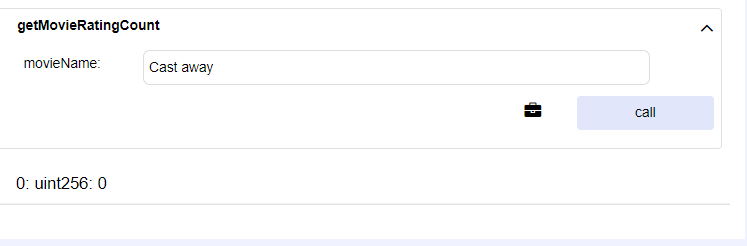 getMovieRatingCount
movieName:
Cast away
call
0: uint256: 0